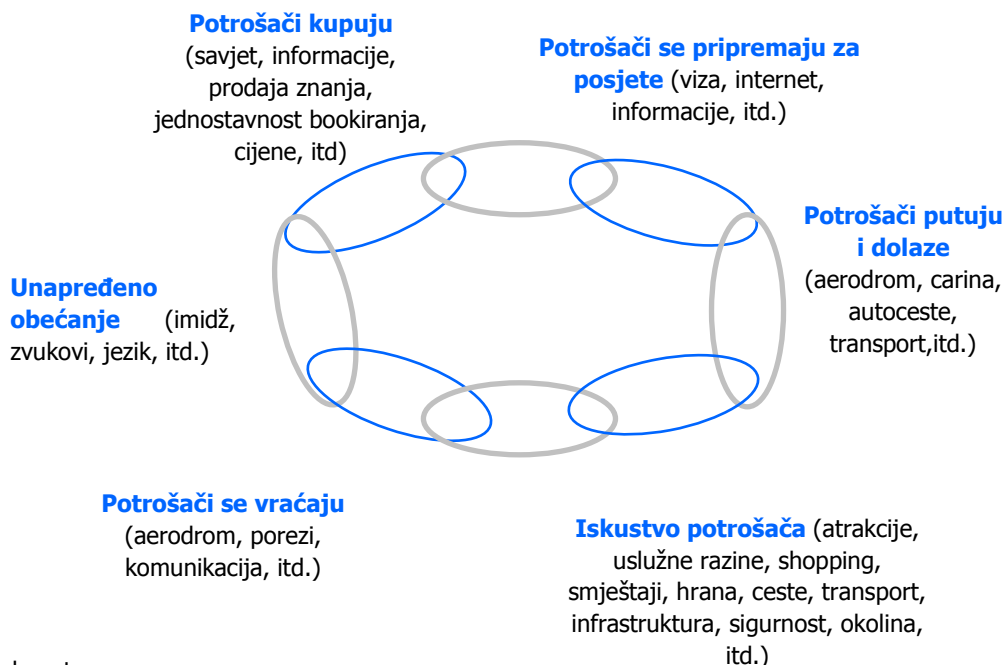 Potrošači kupuju
(savjet, informacije,
prodaja znanja,
jednostavnost bookiranja,
cijene, itd)
Potrošači se pripremaju za
posjete (viza, internet,
informacije, itd.)
Potrošači putuju
i dolaze
(aerodrom, carina,
autoceste,
transport,itd.)
Unapređeno
obećanje (imidž,
zvukovi, jezik, itd.)
Potrošači se vraćaju
(aerodrom, porezi,
komunikacija, itd.)
Iskustvo potrošača (atrakcije,
uslužne razine, shopping,
smještaji, hrana, ceste, transport,
infrastruktura, sigurnost, okolina,
itd.)